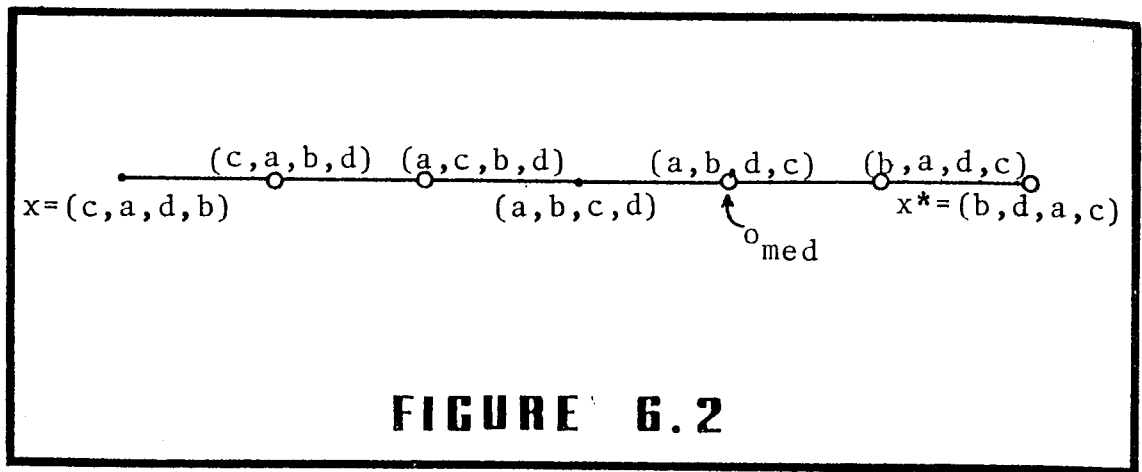 (c,a,b,d) (a,c,b,d) (a,b,d,c) (b,a,d,c)
x=(c,a,d,b) (a,b,c,d) x*=(b,d,a,c)
o_med
FIGURE 6.2